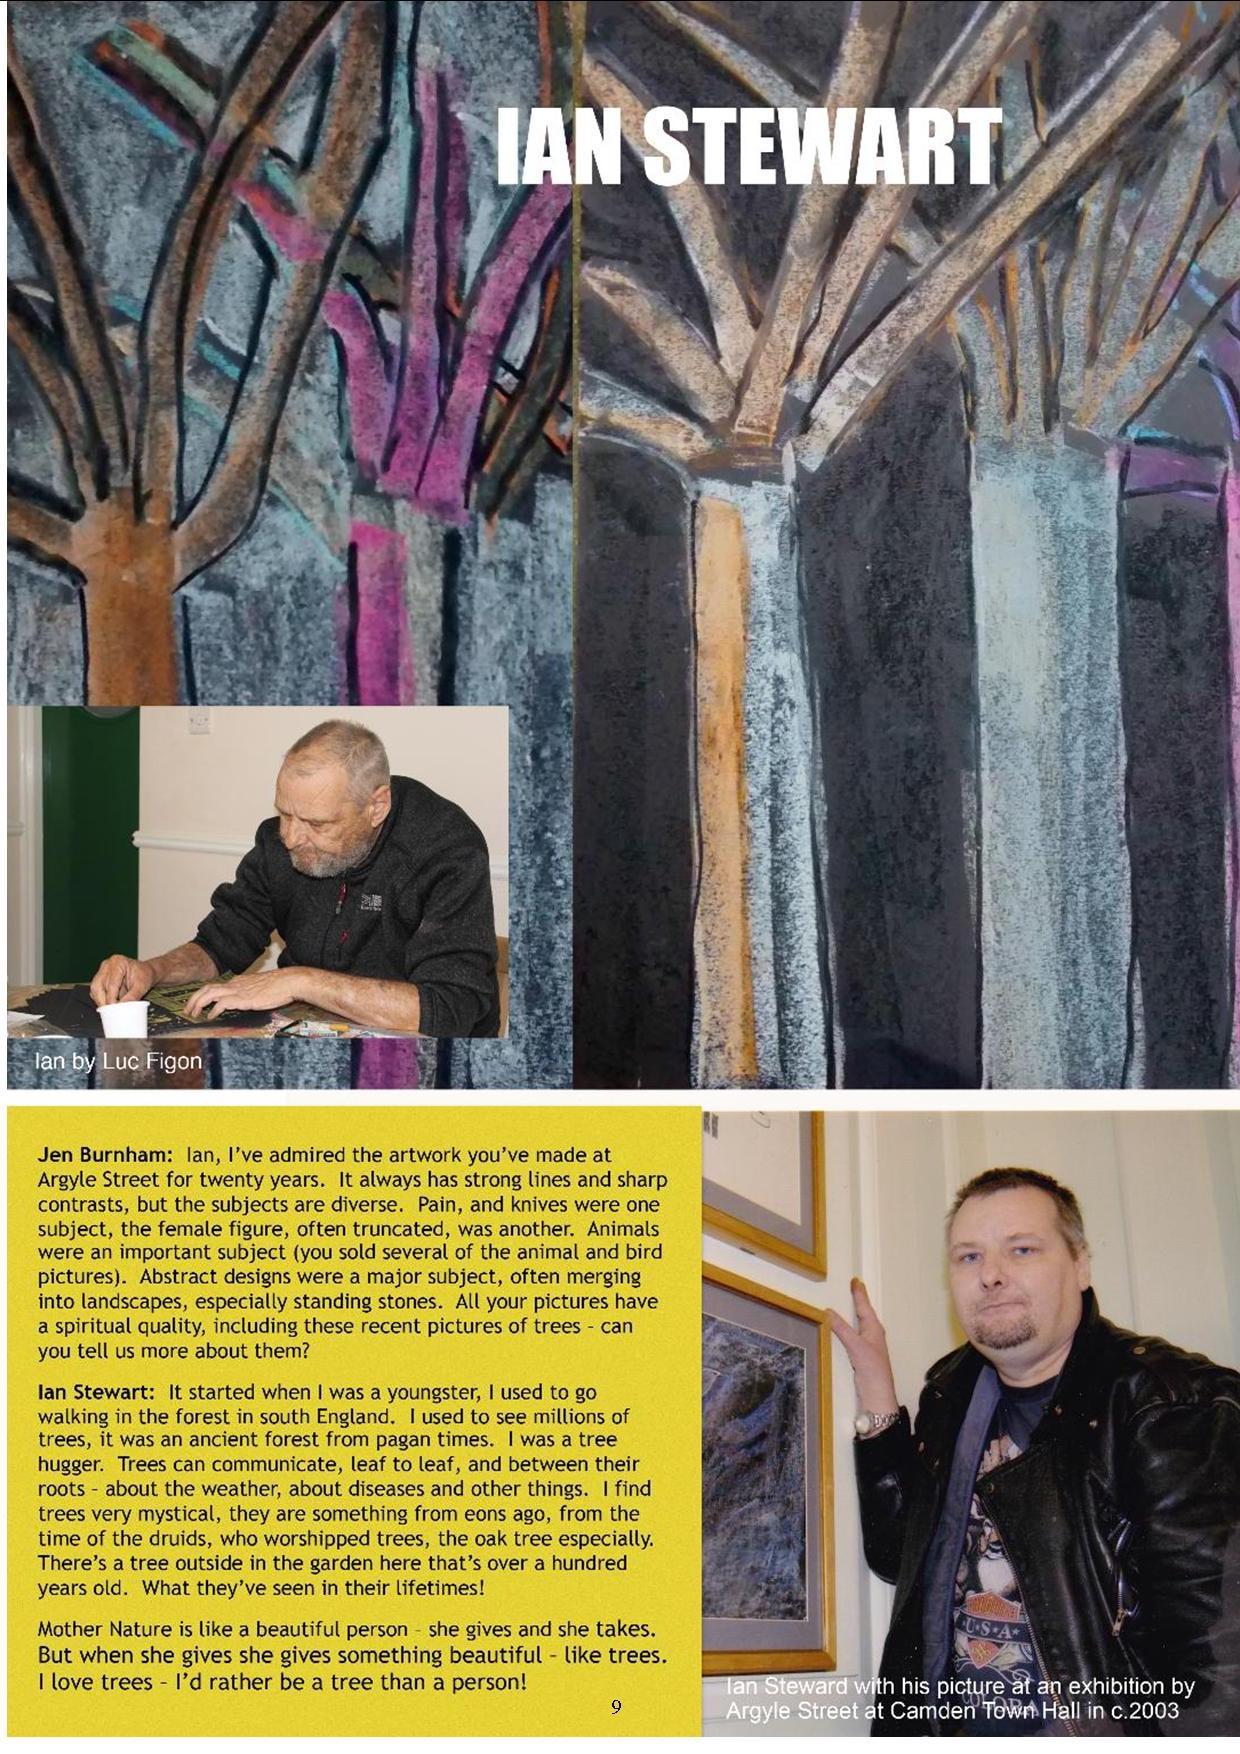 IAN STEWART
Ian by Luc Figon
Jen Burnham:  Ian, I've admired the artwork you've made at
Argyle Street for twenty years.  It always has strong lines and sharp
contrasts, but the subjects are diverse.  Pain, and knives were one
subject, the female figure, often truncated, was another.  Animals
were an important subject (you sold several of the animal and bird
pictures).  Abstract designs were a major subject, often merging
into landscapes, especially standing stones.  All your pictures have
a spiritual quality, including these recent pictures of trees – can
you tell us more about them?
Ian Stewart:  It started when I was a youngster, I used to go
walking in the forest in south England.  I used to see millions of
trees, it was an ancient forest from pagan times.  I was a tree
hugger.  Trees can communicate, leaf to leaf, and between their
roots – about the weather, about diseases and other things.  I find
trees very mystical, they are something from eons ago, from the
time of the druids, who worshipped trees, the oak tree especially.
There's a tree outside in the garden here that's over a hundred
years old.  What they've seen in their lifetimes!
Mother Nature is like a beautiful person – she gives and she takes.
But when she gives she gives something beautiful – like trees.
I love trees – I'd rather be a tree than a person!
9
U·S·A
Ian Steward with his picture at an exhibition by
Argyle Street at Camden Town Hall in c.2003